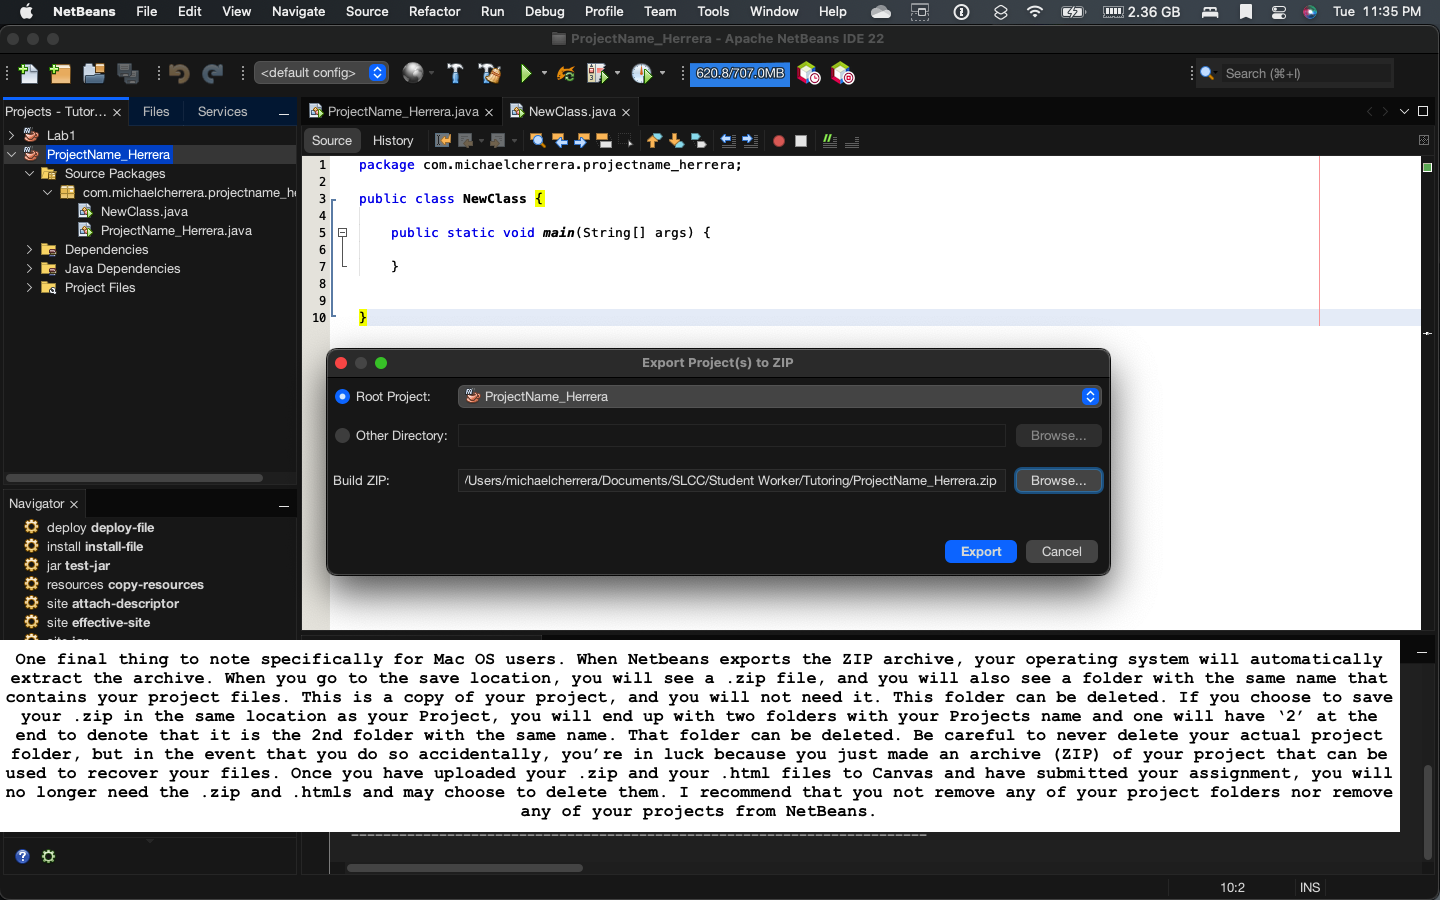 NetBeans File Edit View Navigate Source Refactor Run Debug Profile Team Tools Window Help 2.36 GB Tue 11:35 PM
ProjectName_Herrera - Apache NetBeans IDE 22
<default config> 620.8/707.0MB Search (⌘+I)
Projects - Tutor... Files Services
ProjectName_Herrera.java NewClass.java
Source History
Lab1
ProjectName_Herrera
Source Packages
com.michaelcherrera.projectname_he
NewClass.java
ProjectName_Herrera.java
Dependencies
Java Dependencies
Project Files
1 package com.michaelcherrera.projectname_herrera;
2
3 public class NewClass {
4
5 public static void main(String[] args) {
6
7 }
8
9
10 }
Export Project(s) to ZIP
Root Project: ProjectName_Herrera
Other Directory: Browse...
Build ZIP: /Users/michaelcherrera/Documents/SLCC/Student Worker/Tutoring/ProjectName_Herrera.zip Browse...
Export Cancel
Navigator
deploy deploy-file
install install-file
jar test-jar
resources copy-resources
site attach-descriptor
site effective-site
site jar
One final thing to note specifically for Mac OS users. When Netbeans exports the ZIP archive, your operating system will automatically
extract the archive. When you go to the save location, you will see a .zip file, and you will also see a folder with the same name that
contains your project files. This is a copy of your project, and you will not need it. This folder can be deleted. If you choose to save
your .zip in the same location as your Project, you will end up with two folders with your Projects name and one will have ‘2’ at the
end to denote that it is the 2nd folder with the same name. That folder can be deleted. Be careful to never delete your actual project
folder, but in the event that you do so accidentally, you’re in luck because you just made an archive (ZIP) of your project that can be
used to recover your files. Once you have uploaded your .zip and your .html files to Canvas and have submitted your assignment, you will
no longer need the .zip and .htmls and may choose to delete them. I recommend that you not remove any of your project folders nor remove
any of your projects from NetBeans.
10:2 INS